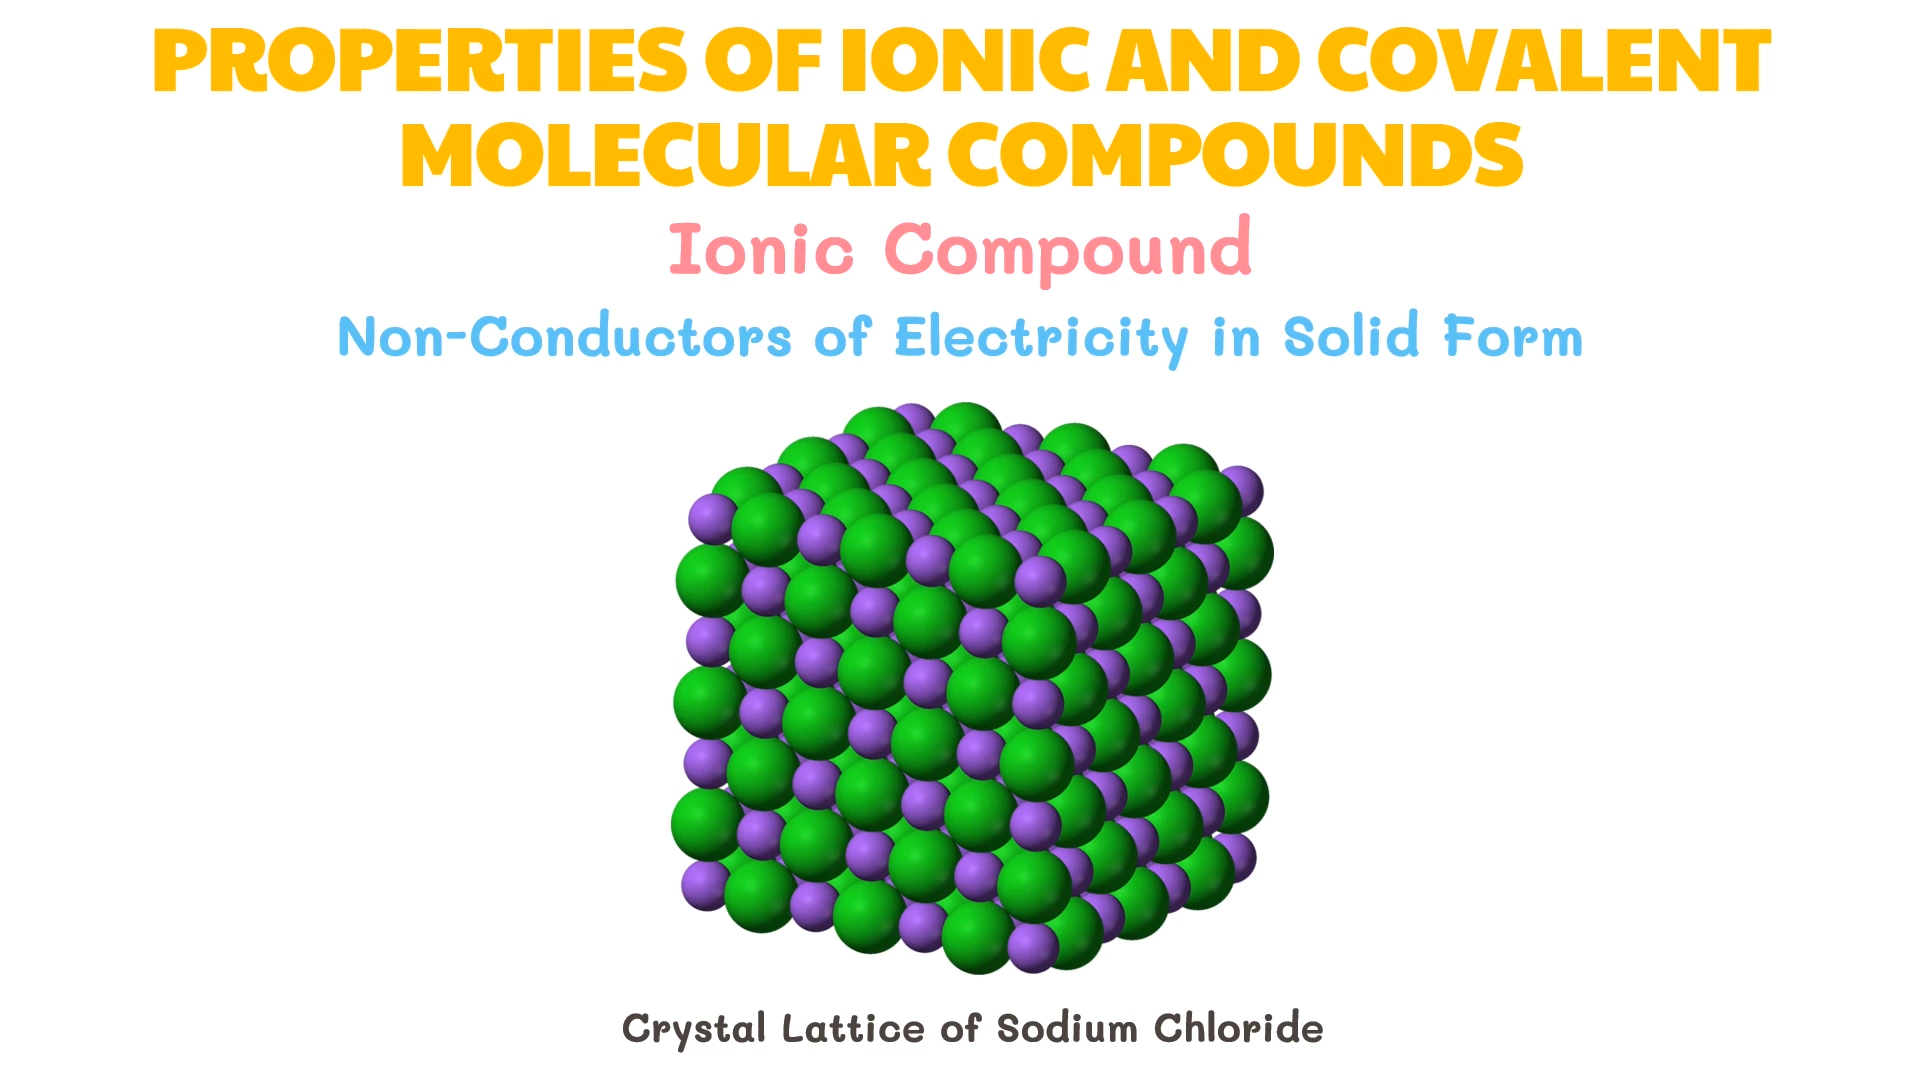 PROPERTIES OF IONIC AND COVALENT
MOLECULAR COMPOUNDS
Ionic Compound
Non-Conductors of Electricity in Solid Form
Crystal Lattice of Sodium Chloride